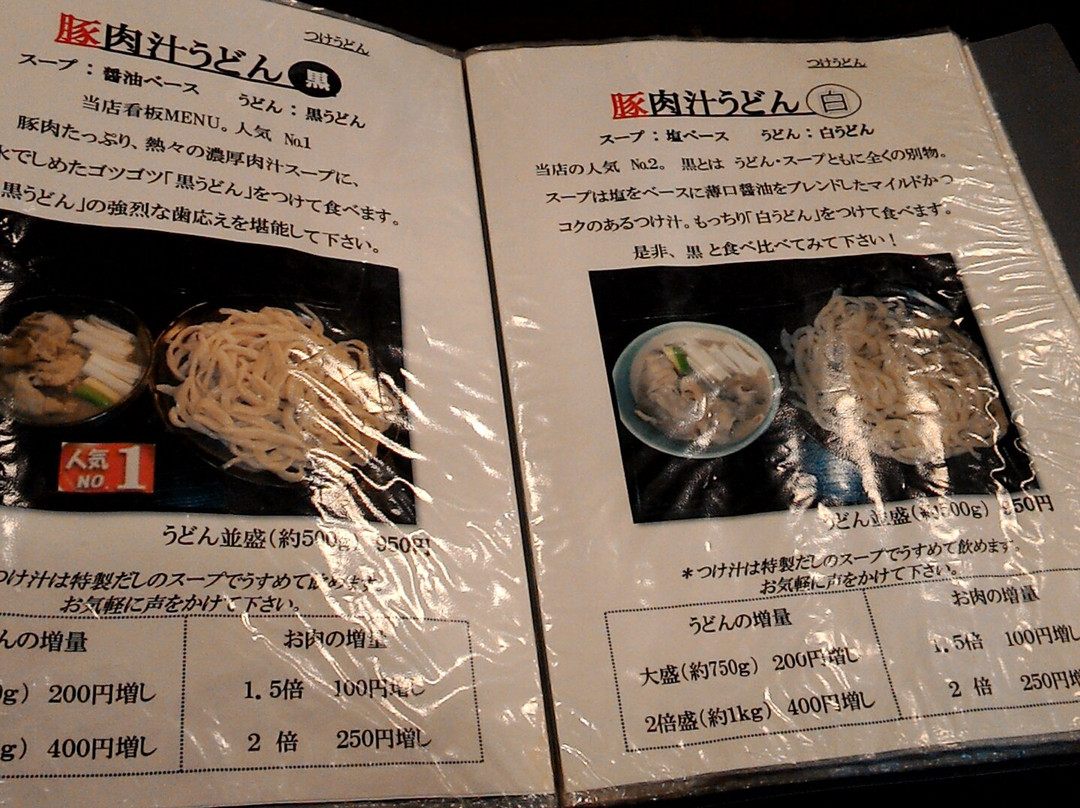 つけうどん
豚肉汁うどん 黒
スープ：醤油ベース うどん：黒うどん
当店看板MENU。人気 No.1
豚肉たっぷり、熱々の濃厚肉汁スープに、
水でしめたゴツゴツ「黒うどん」をつけて食べます。
黒うどん」の強烈な歯応えを堪能して下さい。
人気
NO. 1
うどん並盛(約500g) 950円
つけ汁は特製だしのスープでうすめて飲めます。
お気軽に声をかけて下さい。
んの増量 お肉の増量
0g) 200円増し 1.5倍 100円増し
g) 400円増し 2倍 250円増し
つけうどん
豚肉汁うどん 白
スープ：塩ベース うどん：白うどん
当店の人気 No.2。 黒とは うどん・スープともに全くの別物。
スープは塩をベースに薄口醤油をブレンドしたマイルドかつ
コクのあるつけ汁。もっちり「白うどん」をつけて食べます。
是非、黒と食べ比べてみて下さい！
うどん並盛(約500g) 950円
＊つけ汁は特製だしのスープでうすめて飲めます。
お気軽に声をかけて下さい。
うどんの増量 お肉の増量
大盛(約750g) 200円増し 1.5倍 100円増し
2倍盛(約1kg) 400円増し 2倍 250円増